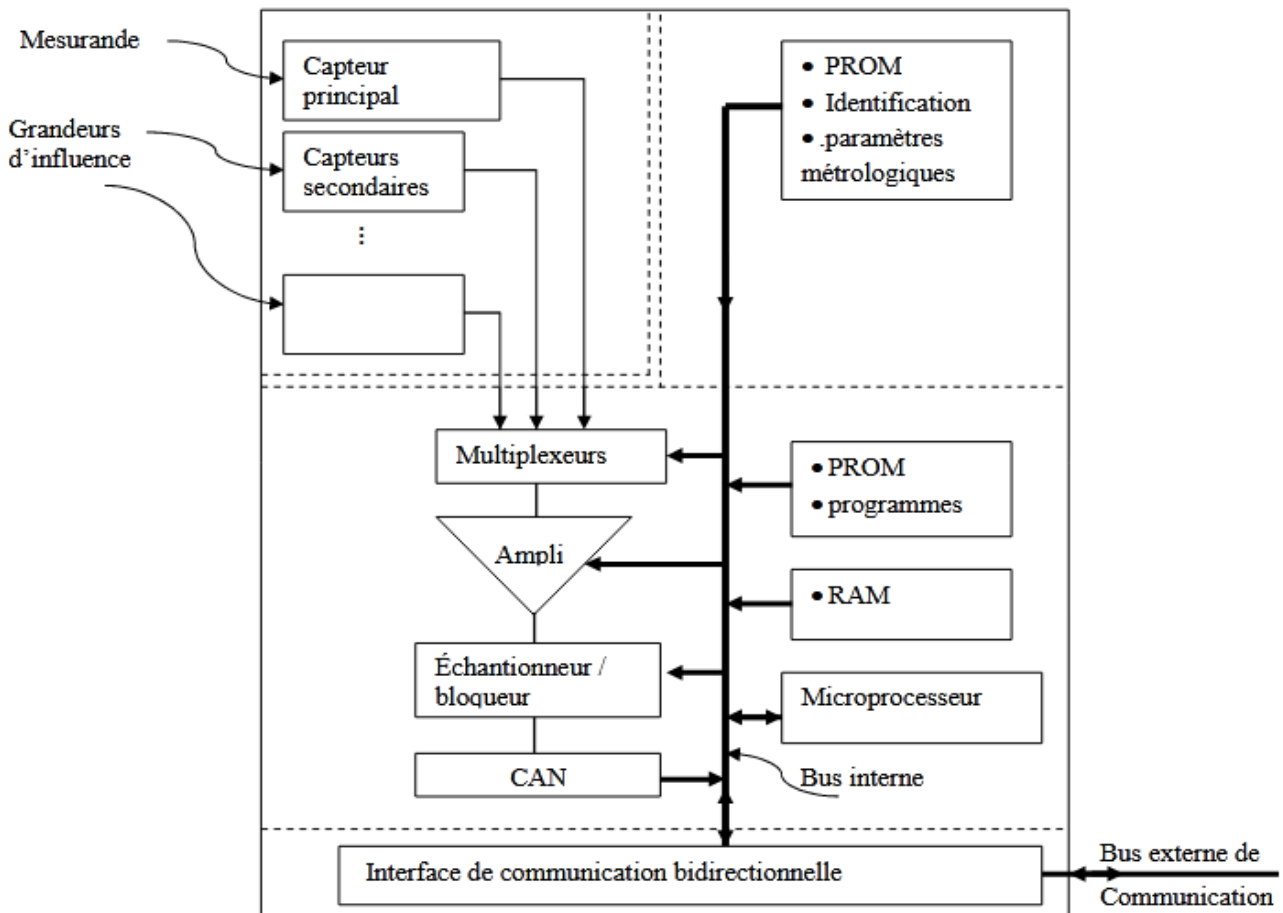 Mesurande
Capteur
principal
Grandeurs
d’influence
Capteurs
secondaires
...
• PROM
• Identification
• .paramètres
métrologiques
Multiplexeurs
Ampli
Échantionneur /
bloqueur
CAN
• PROM
• programmes
• RAM
Microprocesseur
Bus interne
Interface de communication bidirectionnelle
Bus externe de
Communication